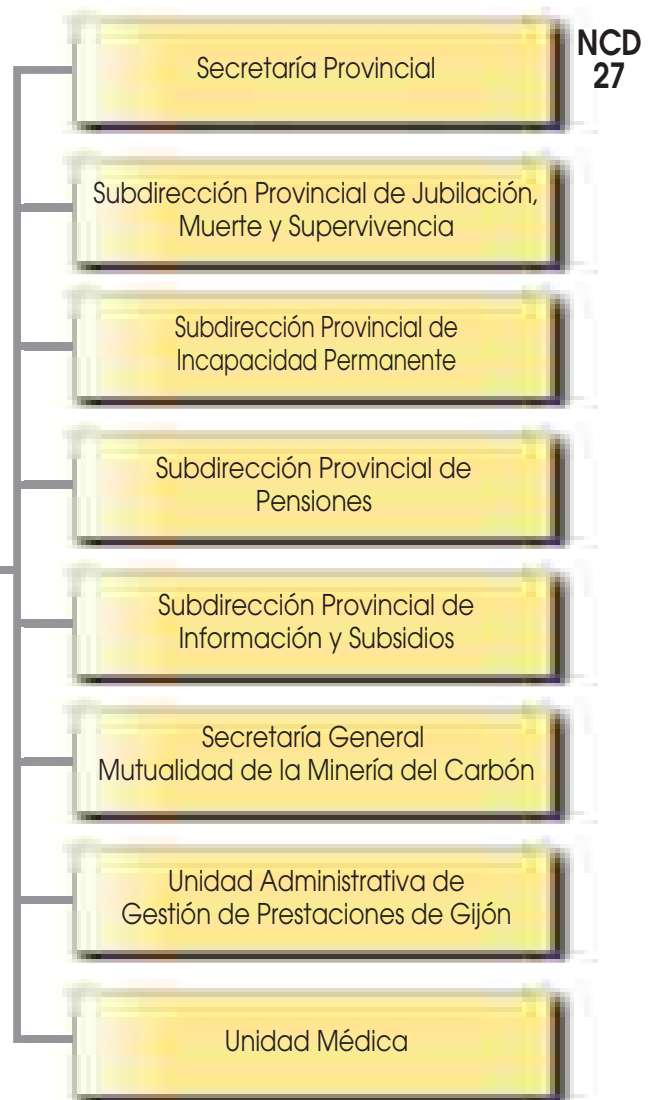 Secretaría Provincial
NCD
27
Subdirección Provincial de Jubilación,
Muerte y Supervivencia
Subdirección Provincial de
Incapacidad Permanente
Subdirección Provincial de
Pensiones
Subdirección Provincial de
Información y Subsidios
Secretaría General
Mutualidad de la Minería del Carbón
Unidad Administrativa de
Gestión de Prestaciones de Gijón
Unidad Médica